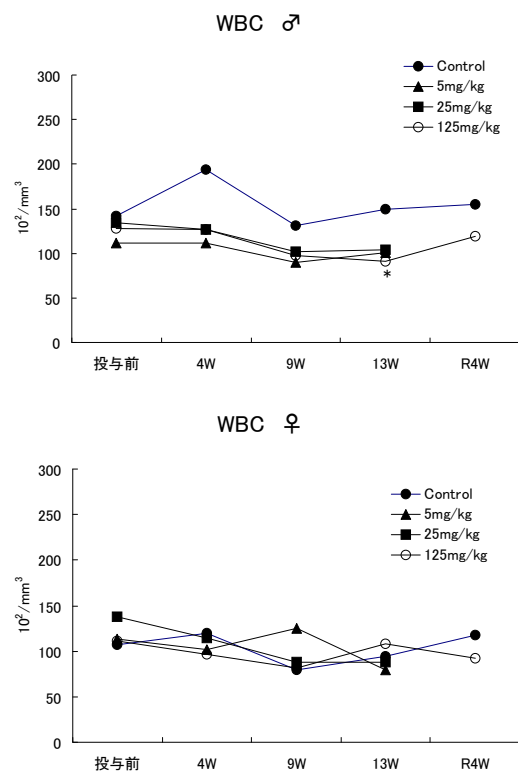 WBC ♂
300
250
200
150
100
50
0
10²/mm³
Control
5mg/kg
25mg/kg
125mg/kg
*
投与前 4W 9W 13W R4W
WBC ♀
300
250
200
150
100
50
0
10²/mm³
Control
5mg/kg
25mg/kg
125mg/kg
投与前 4W 9W 13W R4W